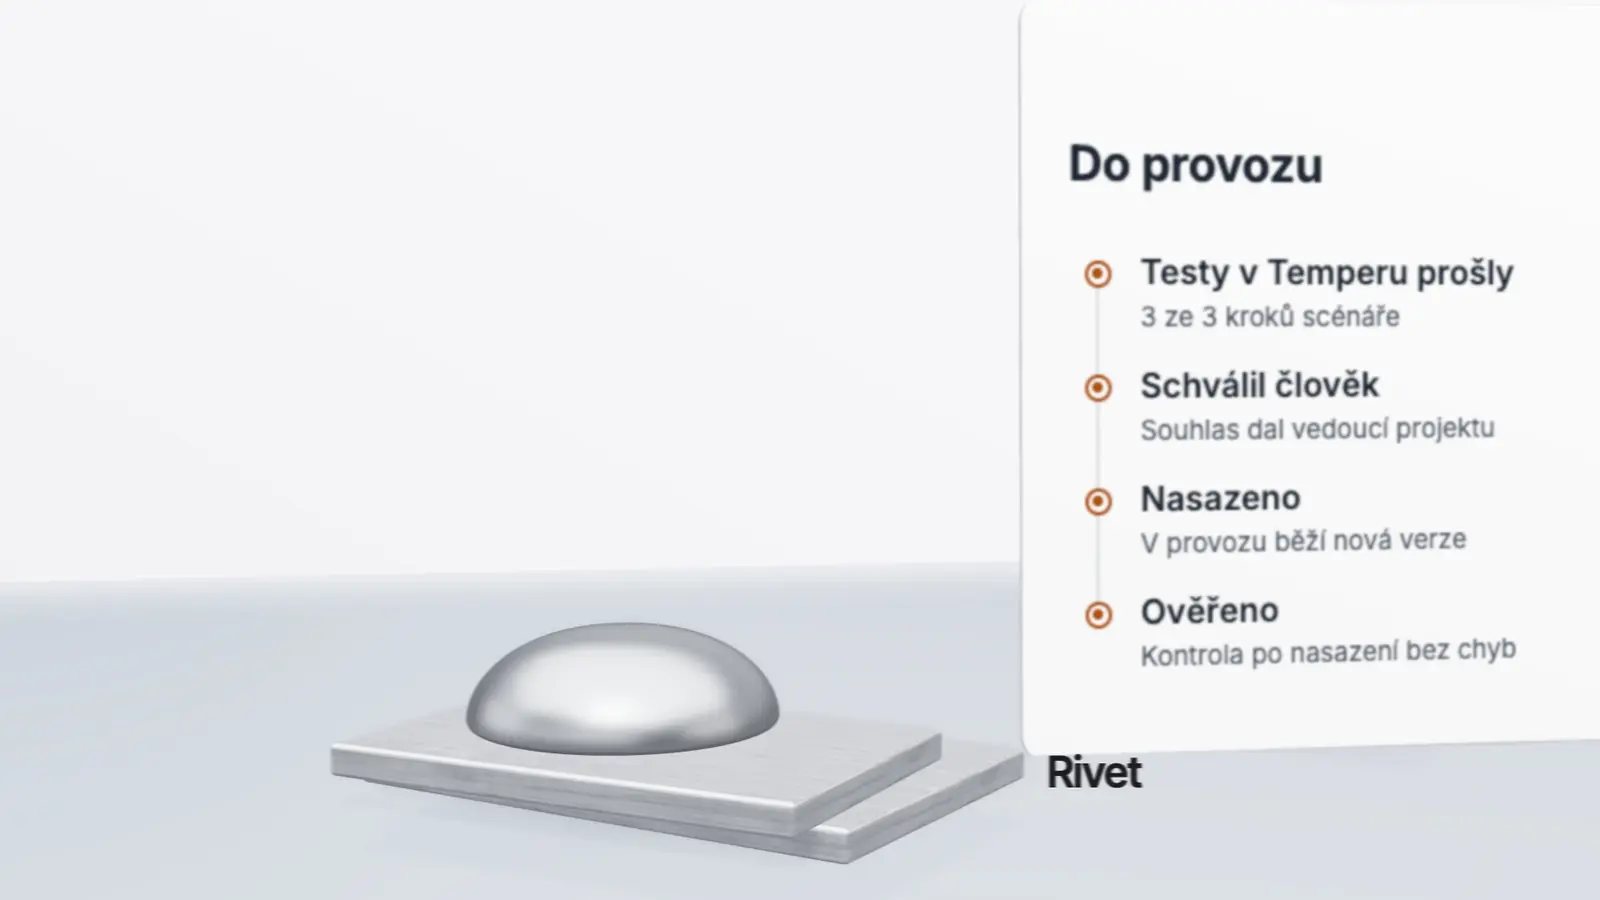 Do provozu
Testy v Temperu prošly
3 ze 3 kroků scénáře
Schválil člověk
Souhlas dal vedoucí projektu
Nasazeno
V provozu běží nová verze
Ověřeno
Kontrola po nasazení bez chyb
Rivet